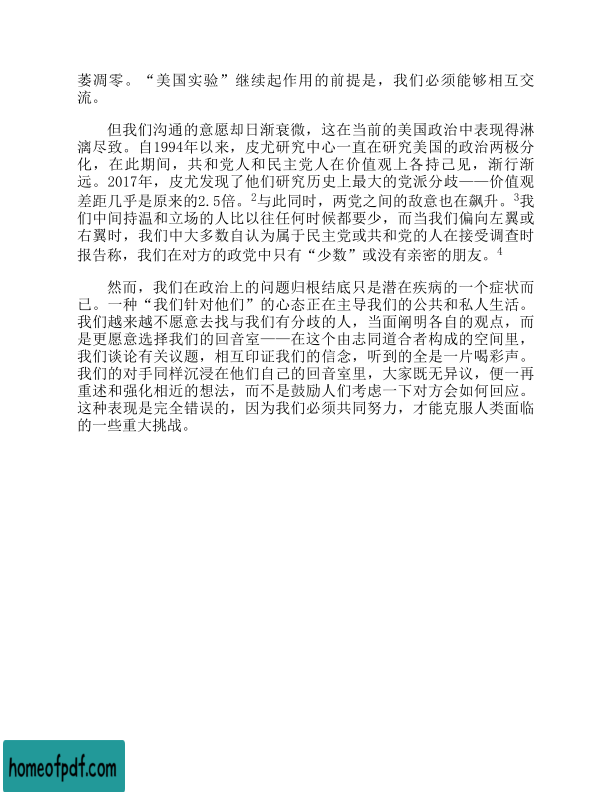 萎凋零。“美国实验”继续起作用的前提是，我们必须能够相互交
流。
但我们沟通的意愿却日渐衰微，这在当前的美国政治中表现得淋
漓尽致。自1994年以来，皮尤研究中心一直在研究美国的政治两极分
化，在此期间，共和党人和民主党人在价值观上各持己见，渐行渐
远。2017年，皮尤发现了他们研究历史上最大的党派分歧——价值观
差距几乎是原来的2.5倍。2与此同时，两党之间的敌意也在飙升。3我
们中间持温和立场的人比以往任何时候都要少，而当我们偏向左翼或
右翼时，我们中大多数自认为属于民主党或共和党的人在接受调查时
报告称，我们在对方的政党中只有“少数”或没有亲密的朋友。4
然而，我们在政治上的问题归根结底只是潜在疾病的一个症状而
已。一种“我们针对他们”的心态正在主导我们的公共和私人生活。
我们越来越不愿意去找与我们有分歧的人，当面阐明各自的观点，而
是更愿意选择我们的回音室——在这个由志同道合者构成的空间里，
我们谈论有关议题，相互印证我们的信念，听到的全是一片喝彩声。
我们的对手同样沉浸在他们自己的回音室里，大家既无异议，便一再
重述和强化相近的想法，而不是鼓励人们考虑一下对方会如何回应。
这种表现是完全错误的，因为我们必须共同努力，才能克服人类面临
的一些重大挑战。
homeofpdf.com